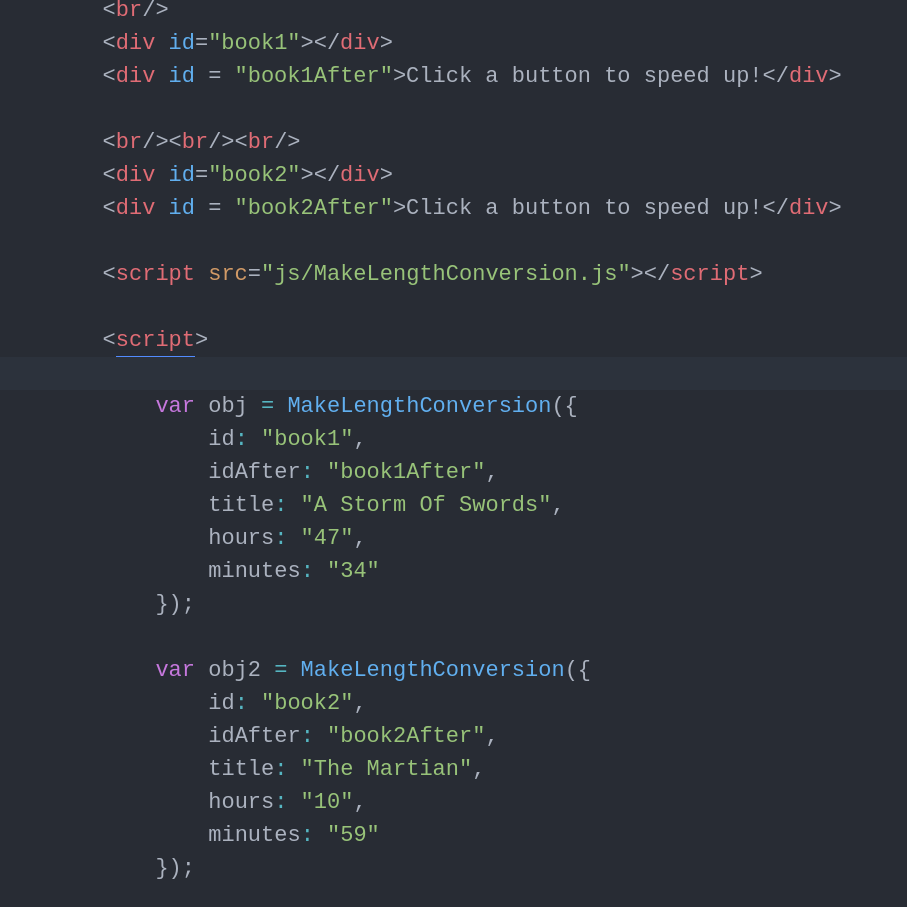 <br/>
<div id="book1"></div>
<div id = "book1After">Click a button to speed up!</div>
<br/><br/><br/>
<div id="book2"></div>
<div id = "book2After">Click a button to speed up!</div>
<script src="js/MakeLengthConversion.js"></script>
<script>
var obj = MakeLengthConversion({
id: "book1",
idAfter: "book1After",
title: "A Storm Of Swords",
hours: "47",
minutes: "34"
});
var obj2 = MakeLengthConversion({
id: "book2",
idAfter: "book2After",
title: "The Martian",
hours: "10",
minutes: "59"
});